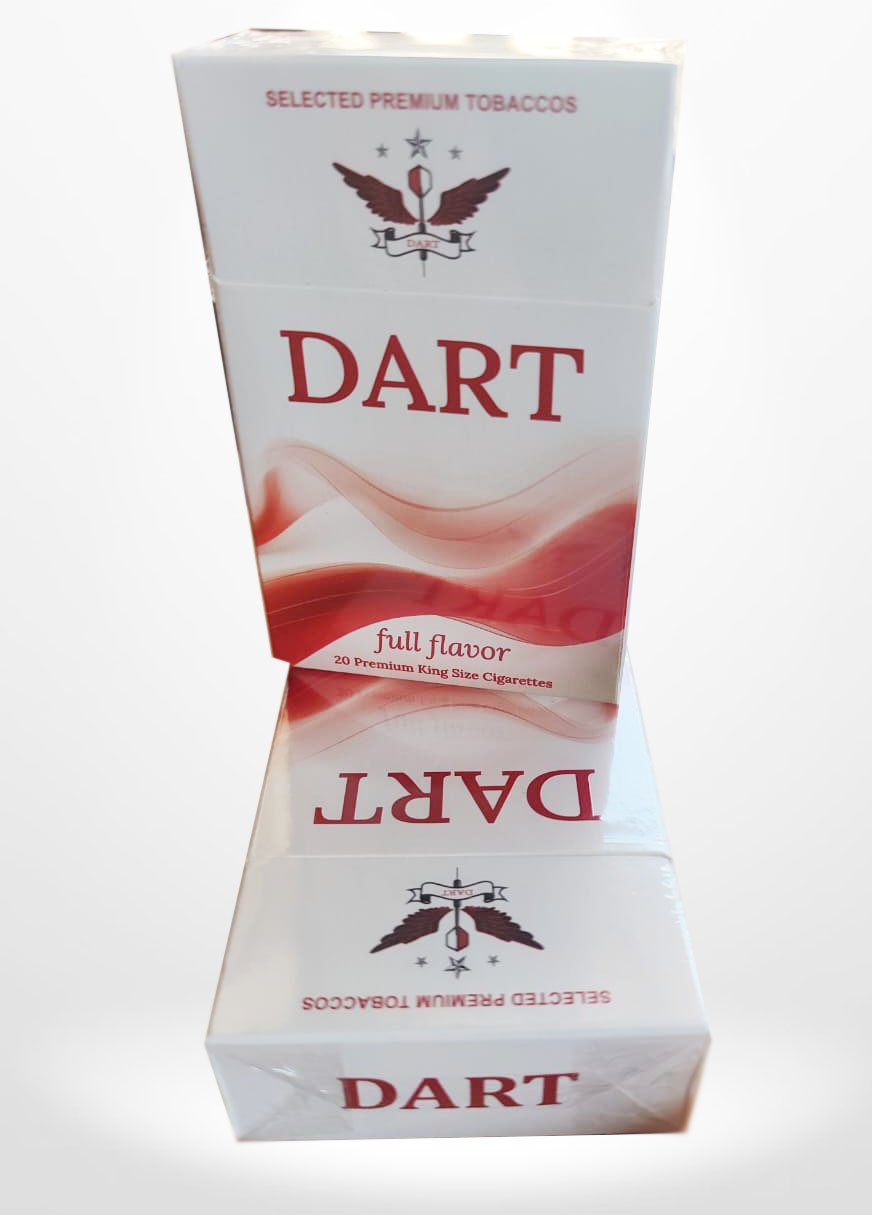 SELECTED PREMIUM TOBACCOS
DART
DART
full flavor
20 Premium King Size Cigarettes
DART
DART
SELECTED PREMIUM TOBACCOS
DART